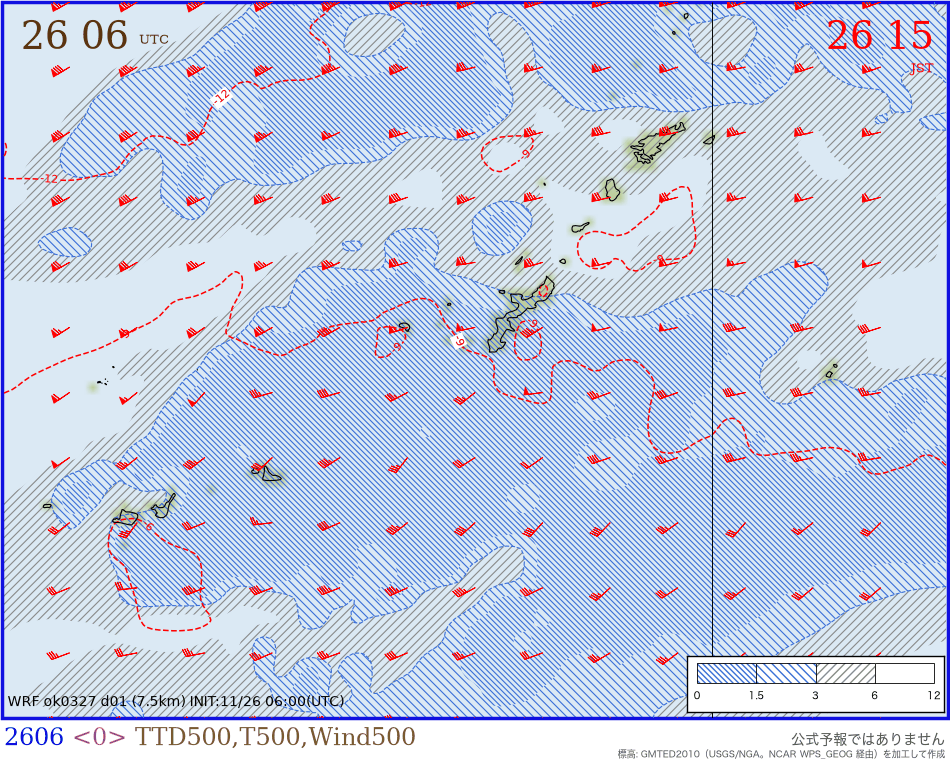 26 06 UTC
26 15
JST
-12
-12
-9
-9
-9
-9
-9
-9
-6
WRF ok0327 d01 (7.5km) INIT:11/26 06:00(UTC)
0 1.5 3 6 12
2606 <0> TTD500,T500,Wind500
公式予報ではありません
標高: GMTED2010（USGS/NGA。NCAR WPS_GEOG 経由）を加工して作成